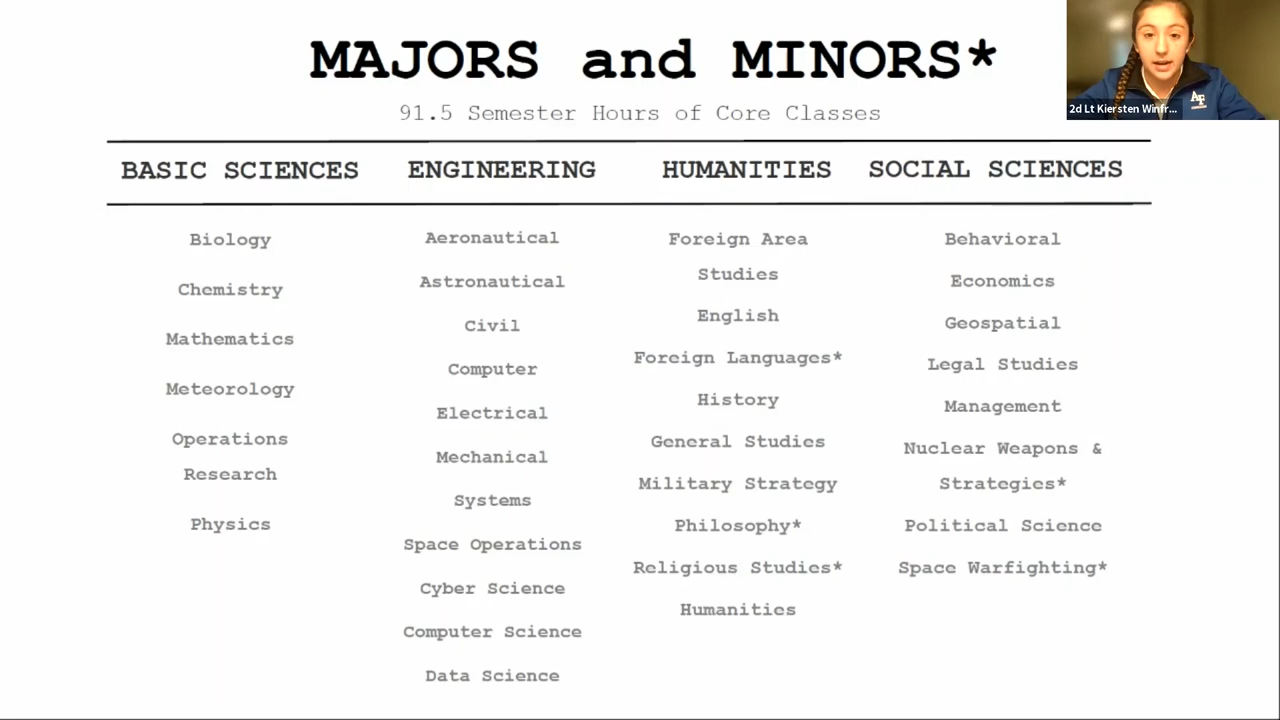 MAJORS and MINORS*
91.5 Semester Hours of Core Classes
2d Lt Kiersten Winfr...
AF
BASIC SCIENCES
Biology
Chemistry
Mathematics
Meteorology
Operations
Research
Physics
ENGINEERING
Aeronautical
Astronautical
Civil
Computer
Electrical
Mechanical
Systems
Space Operations
Cyber Science
Computer Science
Data Science
HUMANITIES
Foreign Area
Studies
English
Foreign Languages*
History
General Studies
Military Strategy
Philosophy*
Religious Studies*
Humanities
SOCIAL SCIENCES
Behavioral
Economics
Geospatial
Legal Studies
Management
Nuclear Weapons &
Strategies*
Political Science
Space Warfighting*